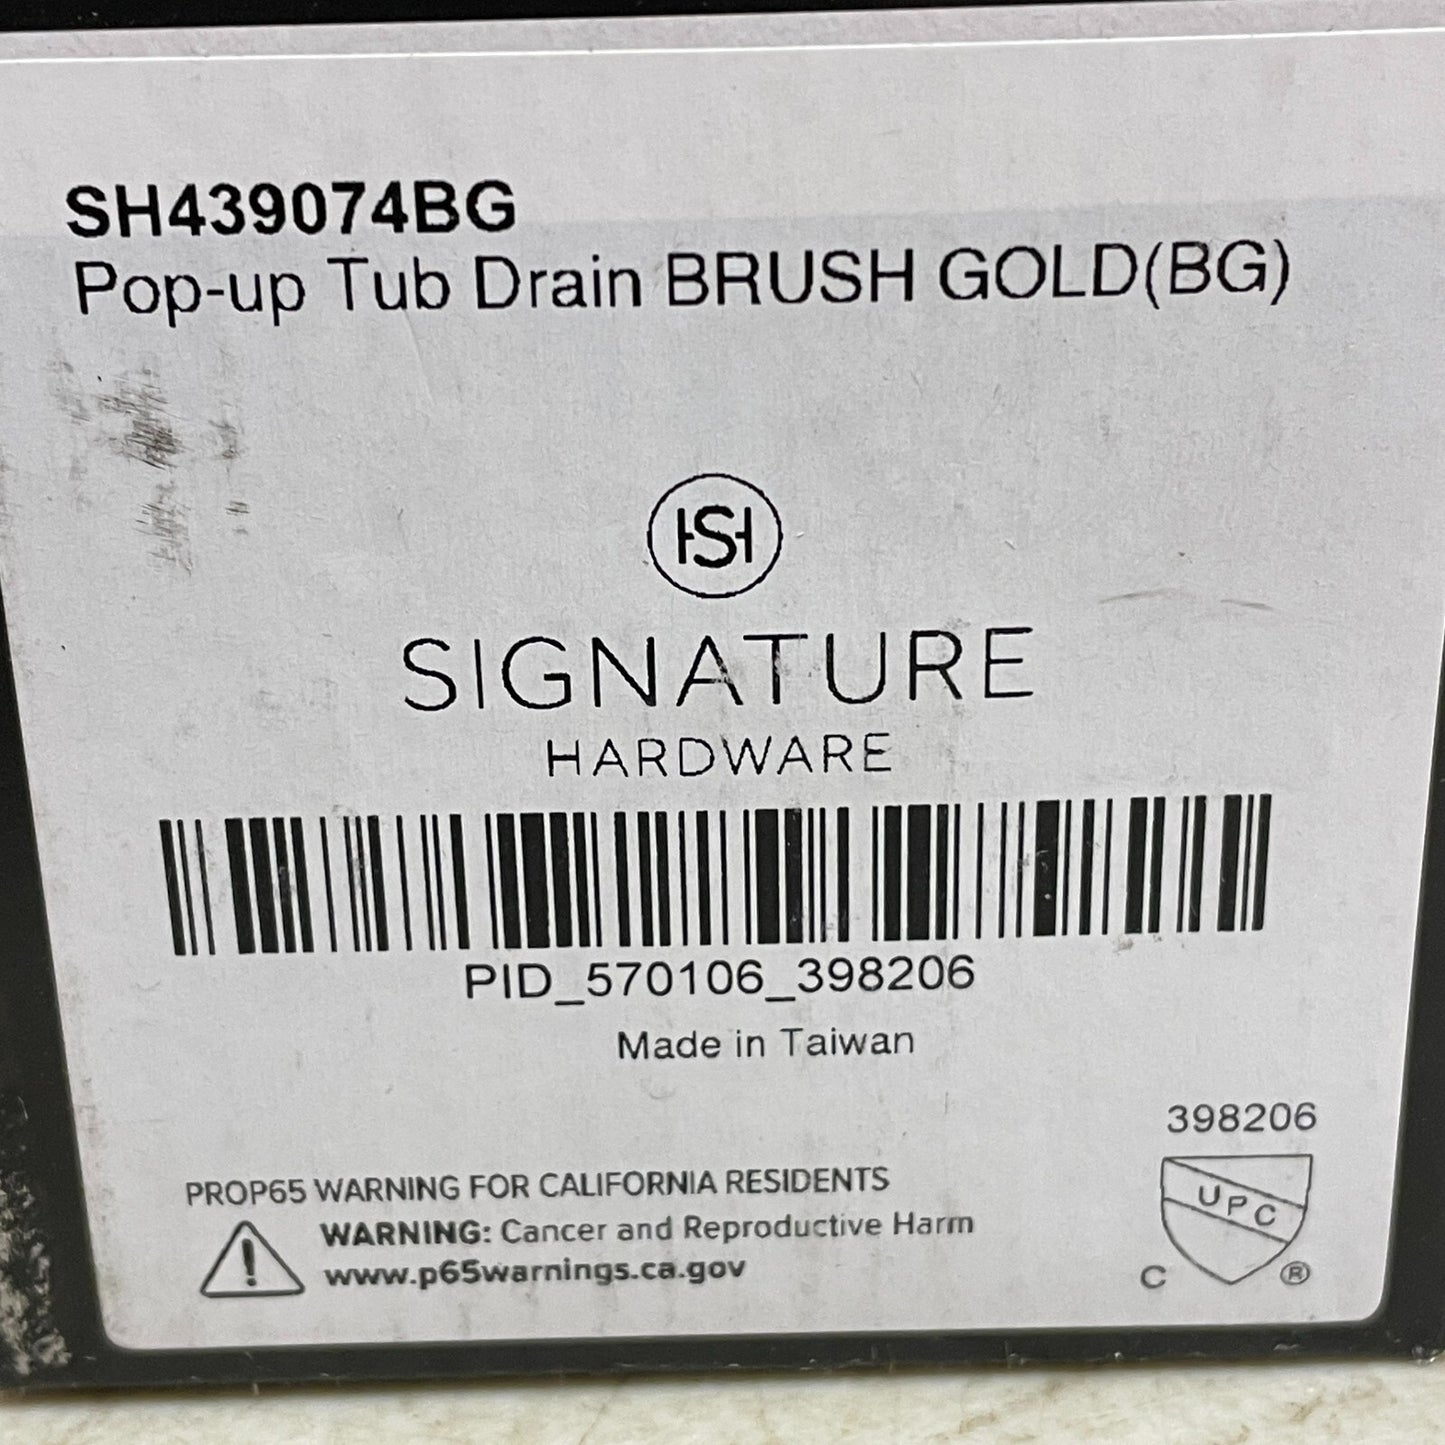 SH439074BG
Pop-up Tub Drain BRUSH GOLD(BG)
HSH
SIGNATURE
HARDWARE
PID_570106_398206
Made in Taiwan
398206
UPC
C ®
PROP65 WARNING FOR CALIFORNIA RESIDENTS
! WARNING: Cancer and Reproductive Harm
www.p65warnings.ca.gov